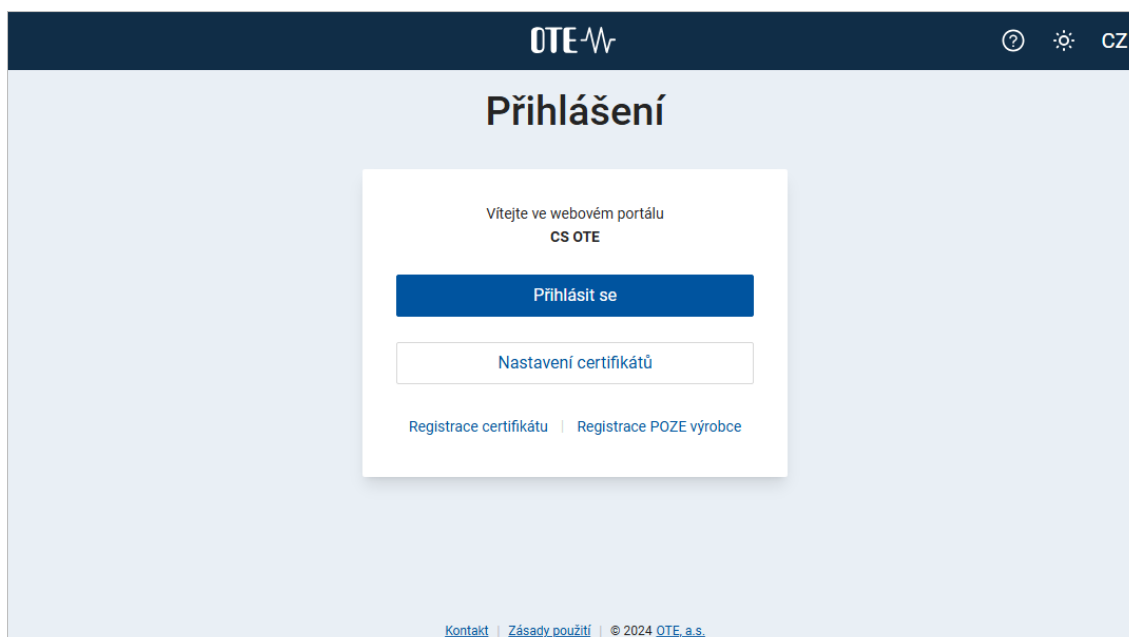 OTE
CZ
Přihlášení
Vítejte ve webovém portálu
CS OTE
Přihlásit se
Nastavení certifikátů
Registrace certifikátu | Registrace POZE výrobce
Kontakt | Zásady použití | © 2024 OTE, a.s.